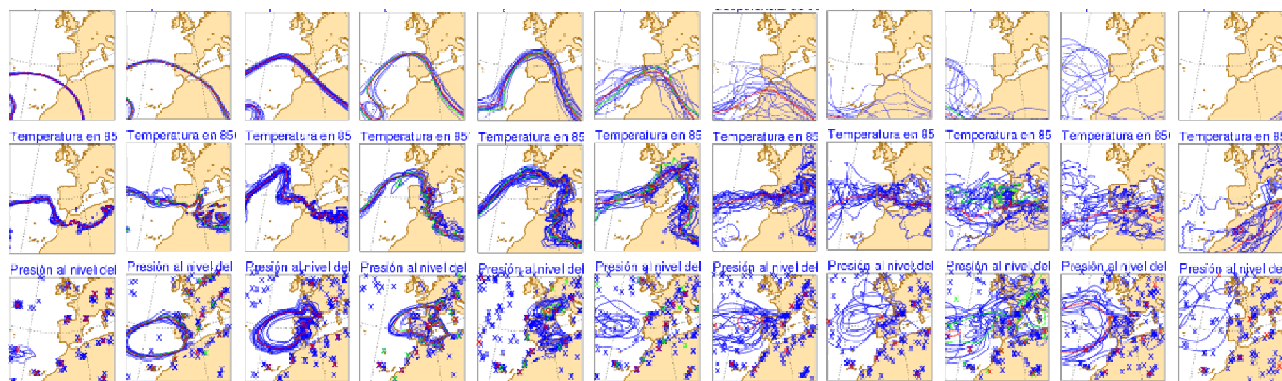 Temperatura en 85 Temperatura en 85 Temperatura en 85 Temperatura en 85 Temperatura en 85 Temperatura en 85 Temperatura en 85 Temperatura en 85 Temperatura en 85 Temperatura en 85 Temperatura en 85
Presión al nivel del Presión al nivel del Presión al nivel del Presión al nivel del Presión al nivel del Presión al nivel del Presión al nivel del Presión al nivel del Presión al nivel del Presión al nivel del Presión al nivel del